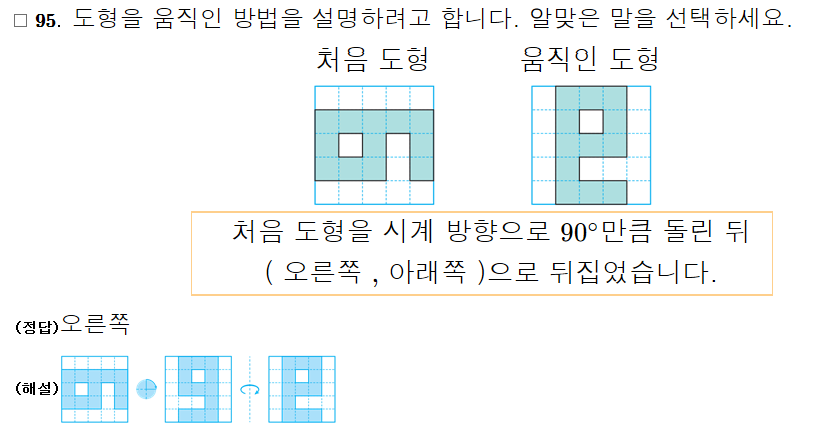 □ 95. 도형을 움직인 방법을 설명하려고 합니다. 알맞은 말을 선택하세요.
처음 도형 움직인 도형
처음 도형을 시계 방향으로 90°만큼 돌린 뒤
( 오른쪽 , 아래쪽 )으로 뒤집었습니다.
(정답)오른쪽
(해설)